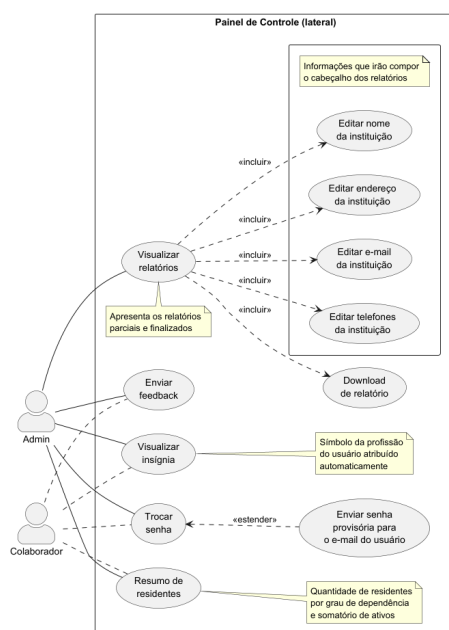 Painel de Controle (lateral)
Informações que irão compor
o cabeçalho dos relatórios
Editar nome
da instituição
«incluir»
Editar endereço
da instituição
«incluir»
Visualizar
relatórios
«incluir»
Editar e-mail
da instituição
«incluir»
Editar telefones
da instituição
Apresenta os relatórios
parciais e finalizados
«incluir»
Download
de relatório
Enviar
feedback
Admin
Visualizar
insígnia
Símbolo da profissão
do usuário atribuído
automaticamente
Colaborador
Trocar
senha
«estender»
Enviar senha
provisória para
o e-mail do usuário
Resumo de
residentes
Quantidade de residentes
por grau de dependência
e somatório de ativos